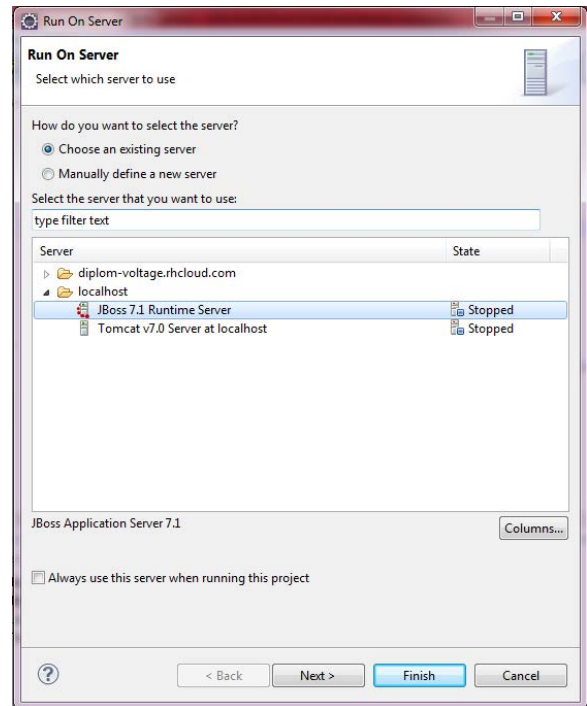 Run On Server
Run On Server
Select which server to use
How do you want to select the server?
Choose an existing server
Manually define a new server
Select the server that you want to use:
type filter text
Server State
diplom-voltage.rhcloud.com
localhost
JBoss 7.1 Runtime Server Stopped
Tomcat v7.0 Server at localhost Stopped
JBoss Application Server 7.1
Columns...
Always use this server when running this project
? < Back Next > Finish Cancel